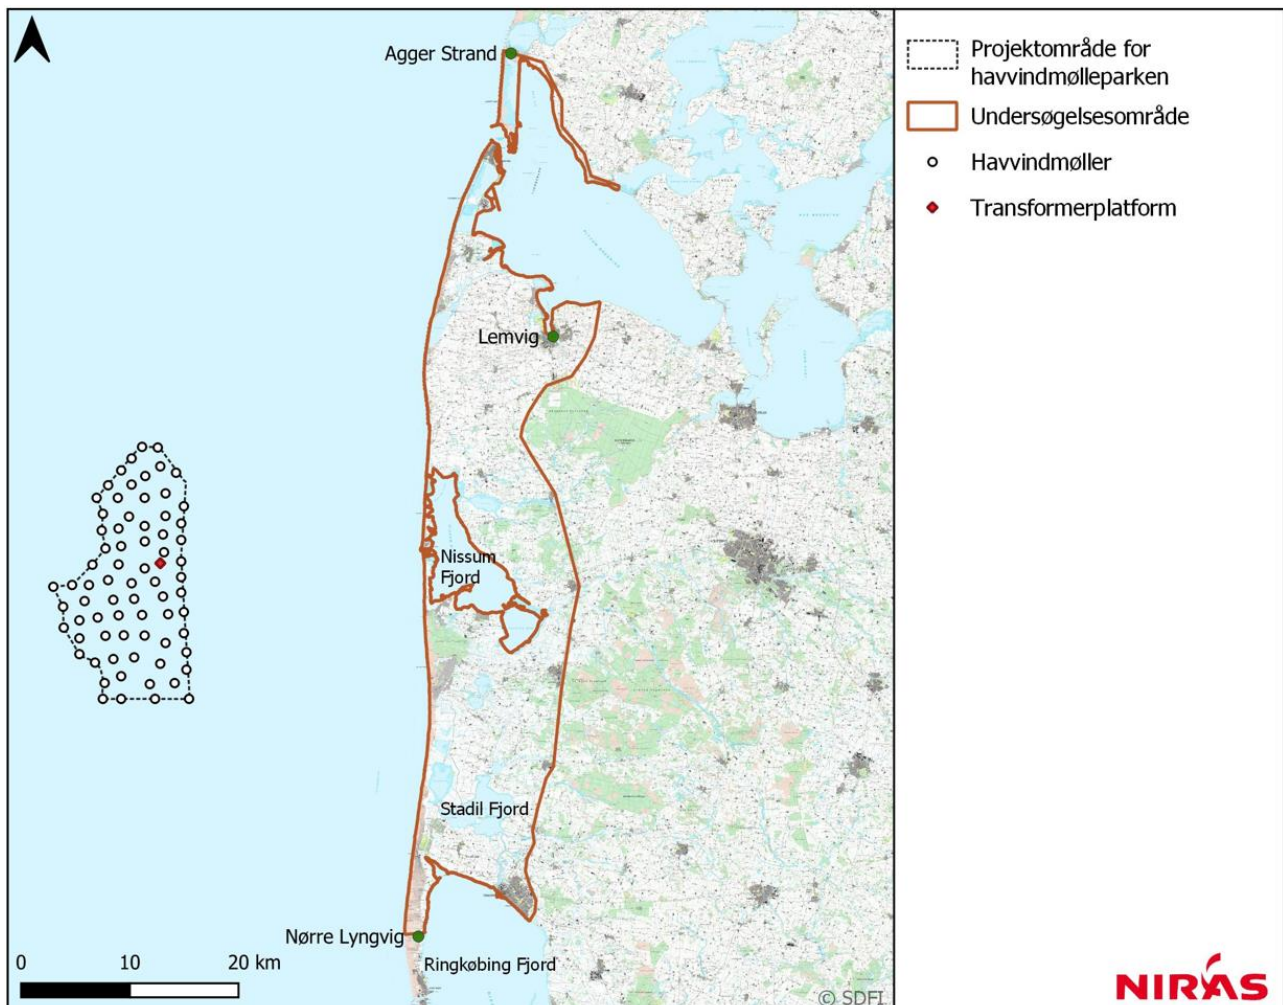 Agger Strand
Lemvig
Nissum
Fjord
Stadil Fjord
Nørre Lyngvig
Ringkøbing Fjord
0 10 20 km
© SDFI
Projektområde for
havvindmølleparken
Undersøgelsesområde
Havvindmøller
Transformerplatform
NIRAS